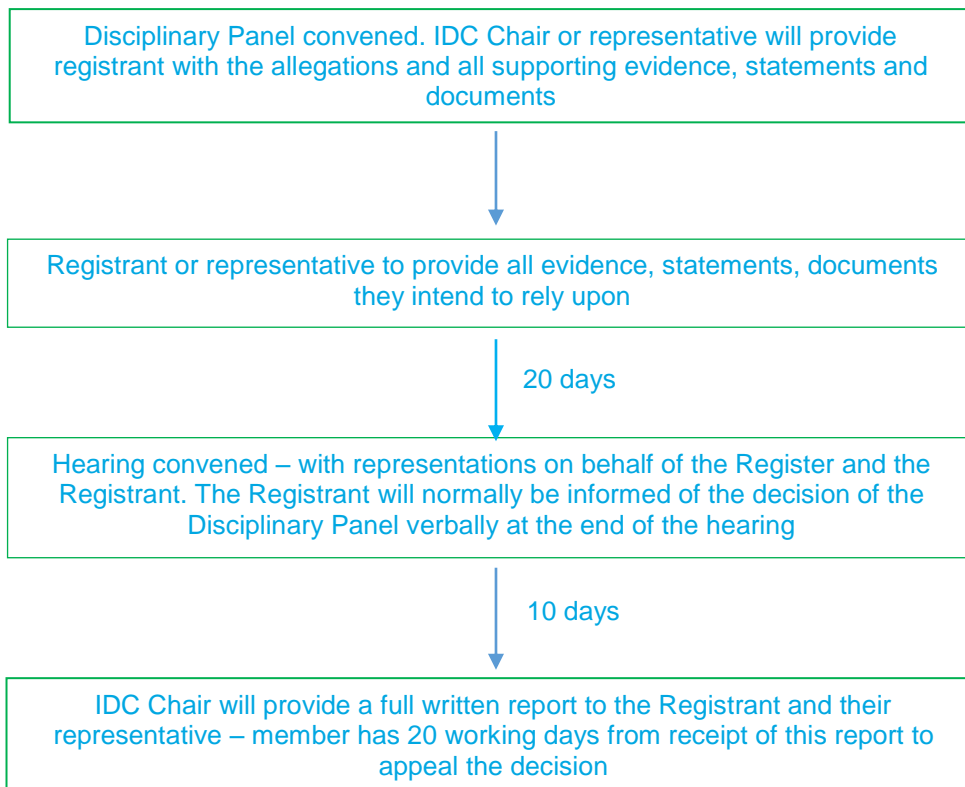 Disciplinary Panel convened. IDC Chair or representative will provide
registrant with the allegations and all supporting evidence, statements and
documents
Registrant or representative to provide all evidence, statements, documents
they intend to rely upon
20 days
Hearing convened – with representations on behalf of the Register and the
Registrant. The Registrant will normally be informed of the decision of the
Disciplinary Panel verbally at the end of the hearing
10 days
IDC Chair will provide a full written report to the Registrant and their
representative – member has 20 working days from receipt of this report to
appeal the decision